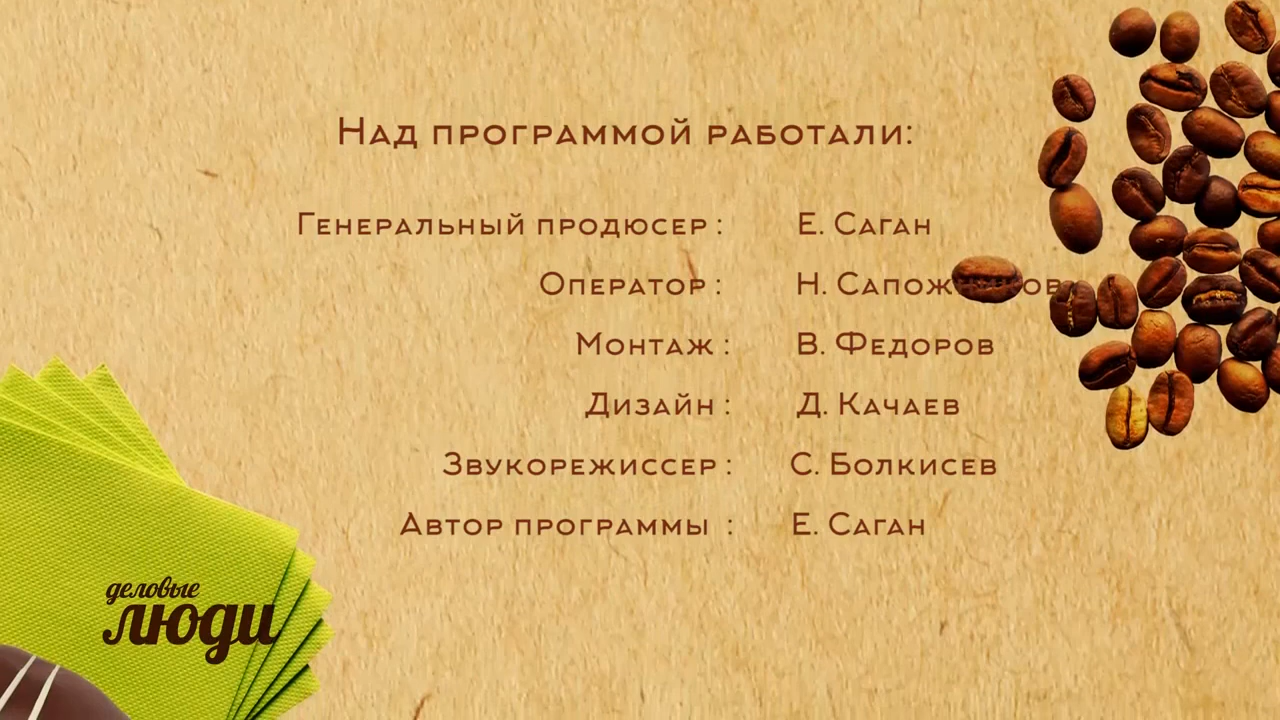 Над программой работали:
Генеральный продюсер : Е. Саган
Оператор : Н.
Монтаж : В. Федоров
Дизайн : Д. Качаев
Звукорежиссер : С. Болкисев
Автор программы : Е. Саган
деловые
люди